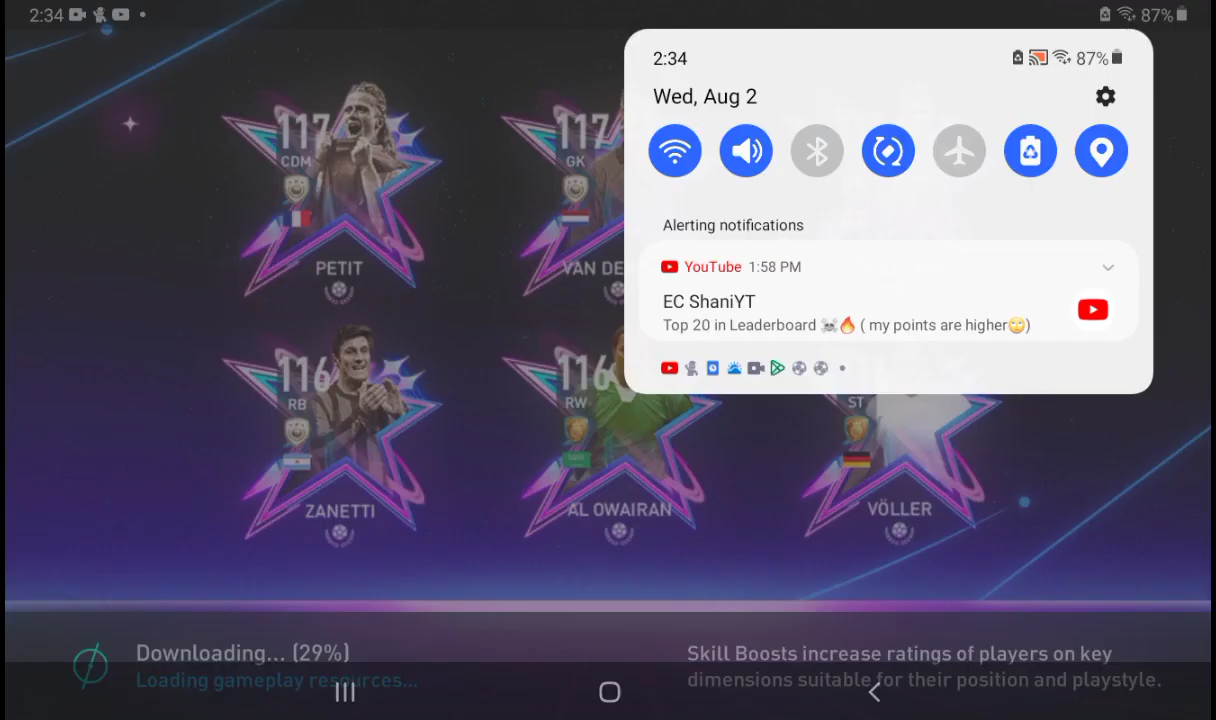 2:34
87%
2:34
87%
Wed, Aug 2
Alerting notifications
YouTube 1:58 PM
EC ShaniYT
Top 20 in Leaderboard ☠️🔥 ( my points are higher🙄)
117
CDM
PETIT
117
GK
VAN DE
116
RB
ZANETTI
116
RW
AL OWAIRAN
ST
VÖLLER
Downloading... (29%)
Loading gameplay resources...
Skill Boosts increase ratings of players on key
dimensions suitable for their position and playstyle.